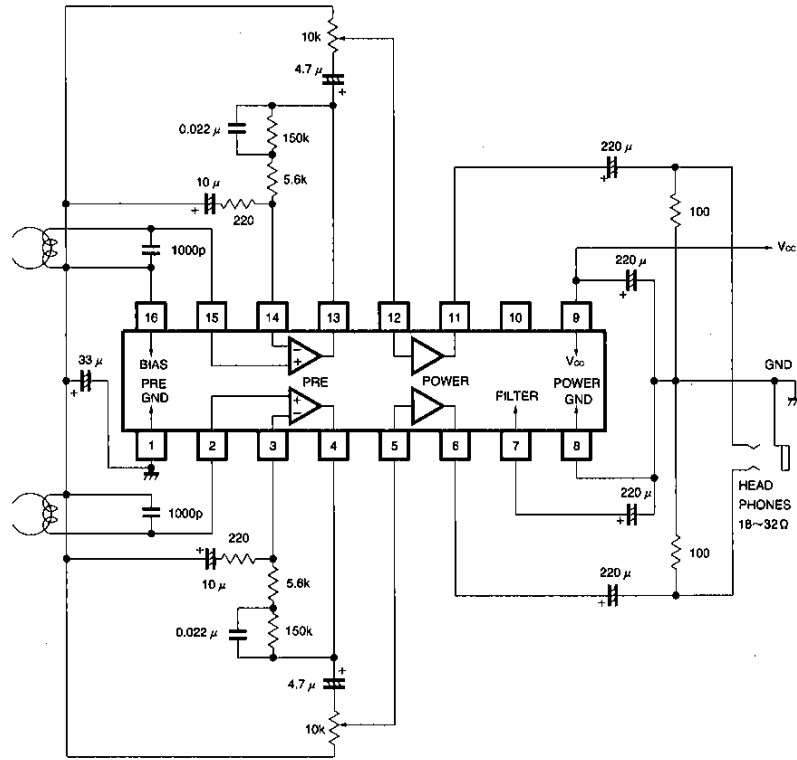 10k
4.7 μ
0.022 μ
150k
5.6k
10 μ
220
1000p
220 μ
100
Vcc
220 μ
16
15
14
13
12
11
10
9
33 μ
BIAS
PRE
GND
−
+
PRE
POWER
FILTER
Vcc
POWER
GND
GND
+
−
1
2
3
4
5
6
7
8
1000p
220
10 μ
5.6k
0.022 μ
150k
4.7 μ
10k
220 μ
220 μ
100
HEAD
PHONES
18~32Ω
+
+
+
+
+
+
+
+
+